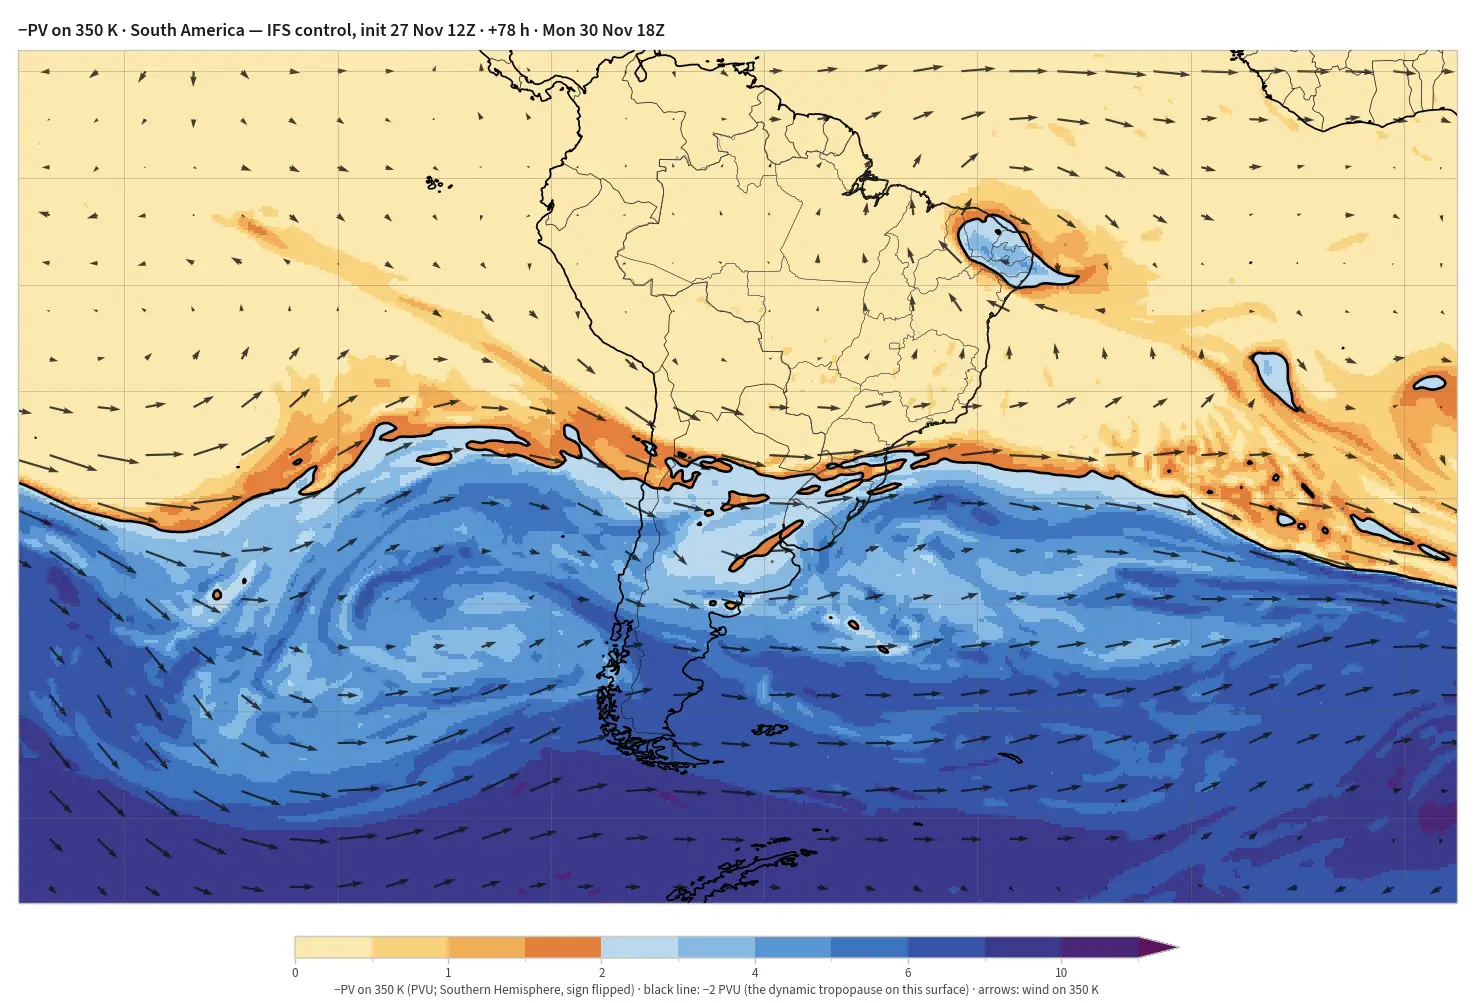 −PV on 350 K · South America — IFS control, init 27 Nov 12Z · +78 h · Mon 30 Nov 18Z
0 1 2 4 6 10
−PV on 350 K (PVU; Southern Hemisphere, sign flipped) · black line: −2 PVU (the dynamic tropopause on this surface) · arrows: wind on 350 K